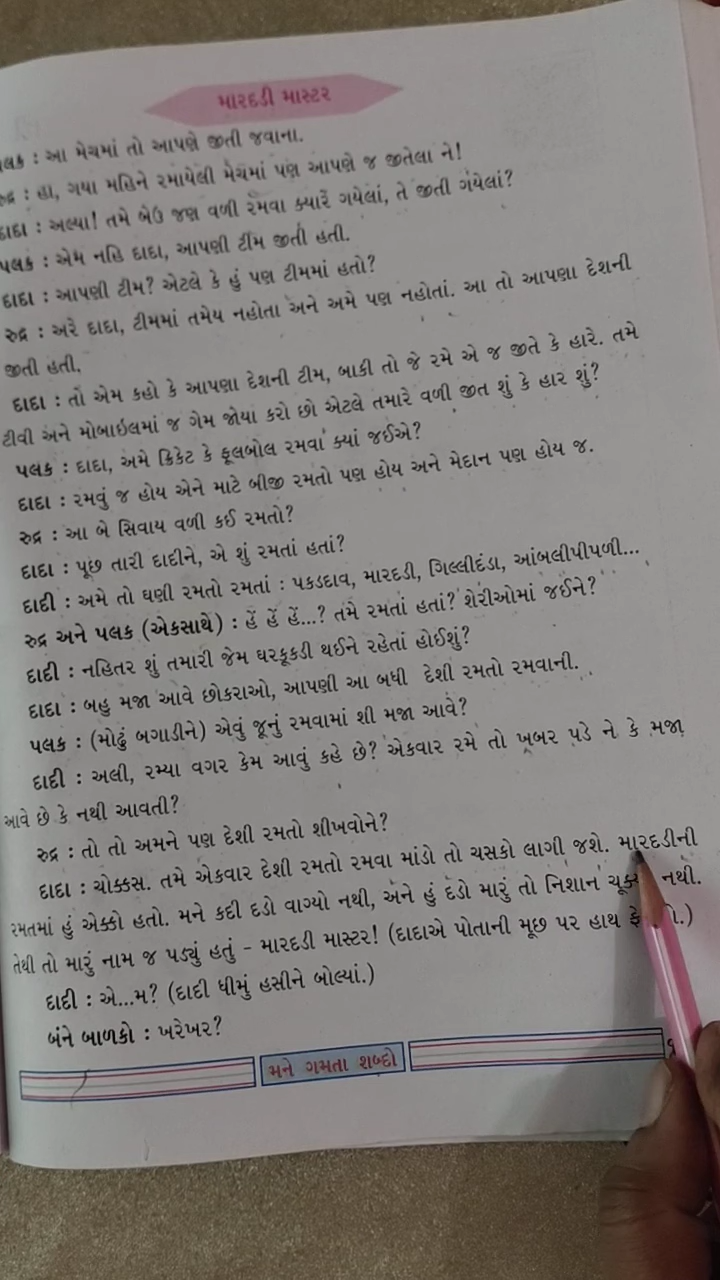 મારદડી માસ્ટર
પલક : આ મેચમાં તો આપણે જીતી જવાના.
રુદ્ર : હા, ગયા મહિને રમાયેલી મેચમાં પણ આપણે જ જીતેલા ને!
દાદા : અલ્યા! તમે બેઉ જણ વળી રમવા ક્યારે ગયેલાં, તે જીતી ગયેલાં?
પલક : એમ નહિ દાદા, આપણી ટીમ જીતી હતી.
દાદા : આપણી ટીમ? એટલે કે હું પણ ટીમમાં હતો?
રુદ્ર : અરે દાદા, ટીમમાં તમેય નહોતા અને અમે પણ નહોતાં. આ તો આપણા દેશની
જીતી હતી.
દાદા : તો એમ કહો કે આપણા દેશની ટીમ, બાકી તો જે રમે એ જ જીતે કે હારે. તમે
ટીવી અને મોબાઇલમાં જ ગેમ જોયા કરો છો એટલે તમારે વળી જીત શું કે હાર શું?
પલક : દાદા, અમે ક્રિકેટ કે ફૂલબોલ રમવા ક્યાં જઈએ?
દાદા : રમવું જ હોય એને માટે બીજી રમતો પણ હોય અને મેદાન પણ હોય જ.
રુદ્ર : આ બે સિવાય વળી કઈ રમતો?
દાદા : પૂછ તારી દાદીને, એ શું રમતાં હતાં?
દાદી : અમે તો ઘણી રમતો રમતાં : પકડદાવ, મારદડી, ગિલ્લીદંડા, આંબલીપીપળી...
રુદ્ર અને પલક (એકસાથે) : હેં હેં હેં...? તમે રમતાં હતાં? શેરીઓમાં જઈને?
દાદી : નહિતર શું તમારી જેમ ઘરકૂકડી થઈને રહેતાં હોઈશું?
દાદા : બહુ મજા આવે છોકરાઓ, આપણી આ બધી દેશી રમતો રમવાની.
પલક : (મોઢું બગાડીને) એવું જૂનું રમવામાં શી મજા આવે?
દાદી : અલી, રમ્યા વગર કેમ આવું કહે છે? એકવાર રમે તો ખબર પડે ને કે મજા
આવે છે કે નથી આવતી?
રુદ્ર : તો તો અમને પણ દેશી રમતો શીખવોને?
દાદા : ચોક્કસ. તમે એકવાર દેશી રમતો રમવા માંડો તો ચસકો લાગી જશે. મારદડીની
રમતમાં હું એક્કો હતો. મને કદી દડો વાગ્યો નથી, અને હું દડો મારું તો નિશાન નથી.
તેથી તો મારું નામ જ પડ્યું હતું - મારદડી માસ્ટર! (દાદાએ પોતાની મૂછ પર હાથ
દાદી : એ...મ? (દાદી ધીમું હસીને બોલ્યાં.)
બંને બાળકો : ખરેખર?
મને ગમતા શબ્દો